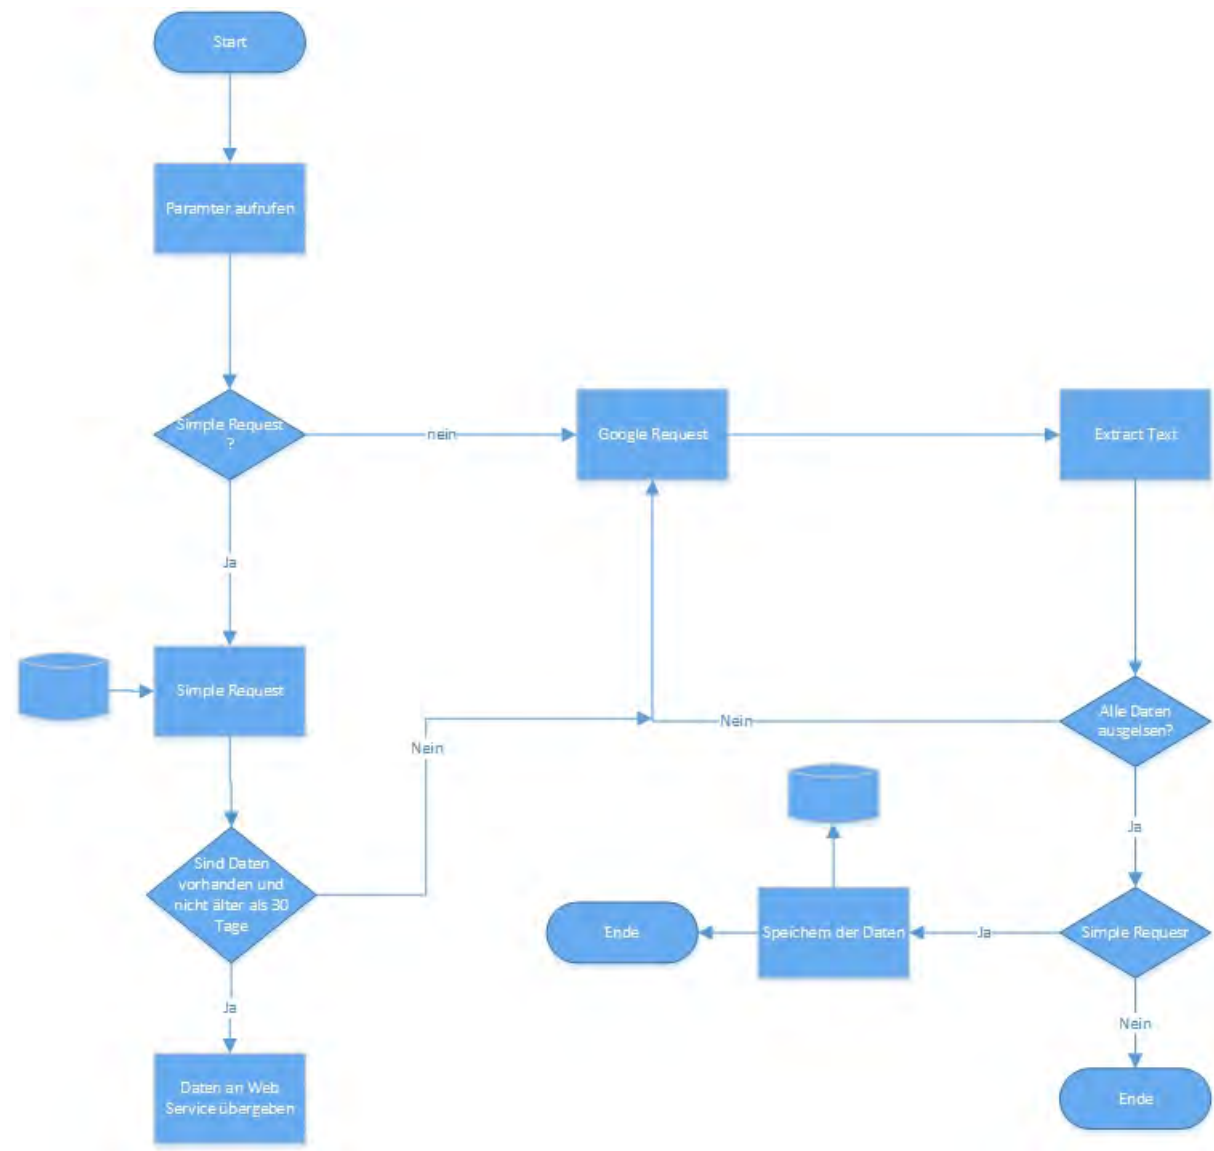 Start
Paramter aufrufen
Simple Request
?
nein
Google Request
Extract Text
Ja
Simple Request
Nein
Nein
Alle Daten
ausgelsen?
Ja
Sind Daten
vorhanden und
nicht älter als 30
Tage
Ende
Speichern der Daten
Ja
Simple Requesr
Ja
Nein
Daten an Web
Service übergeben
Ende